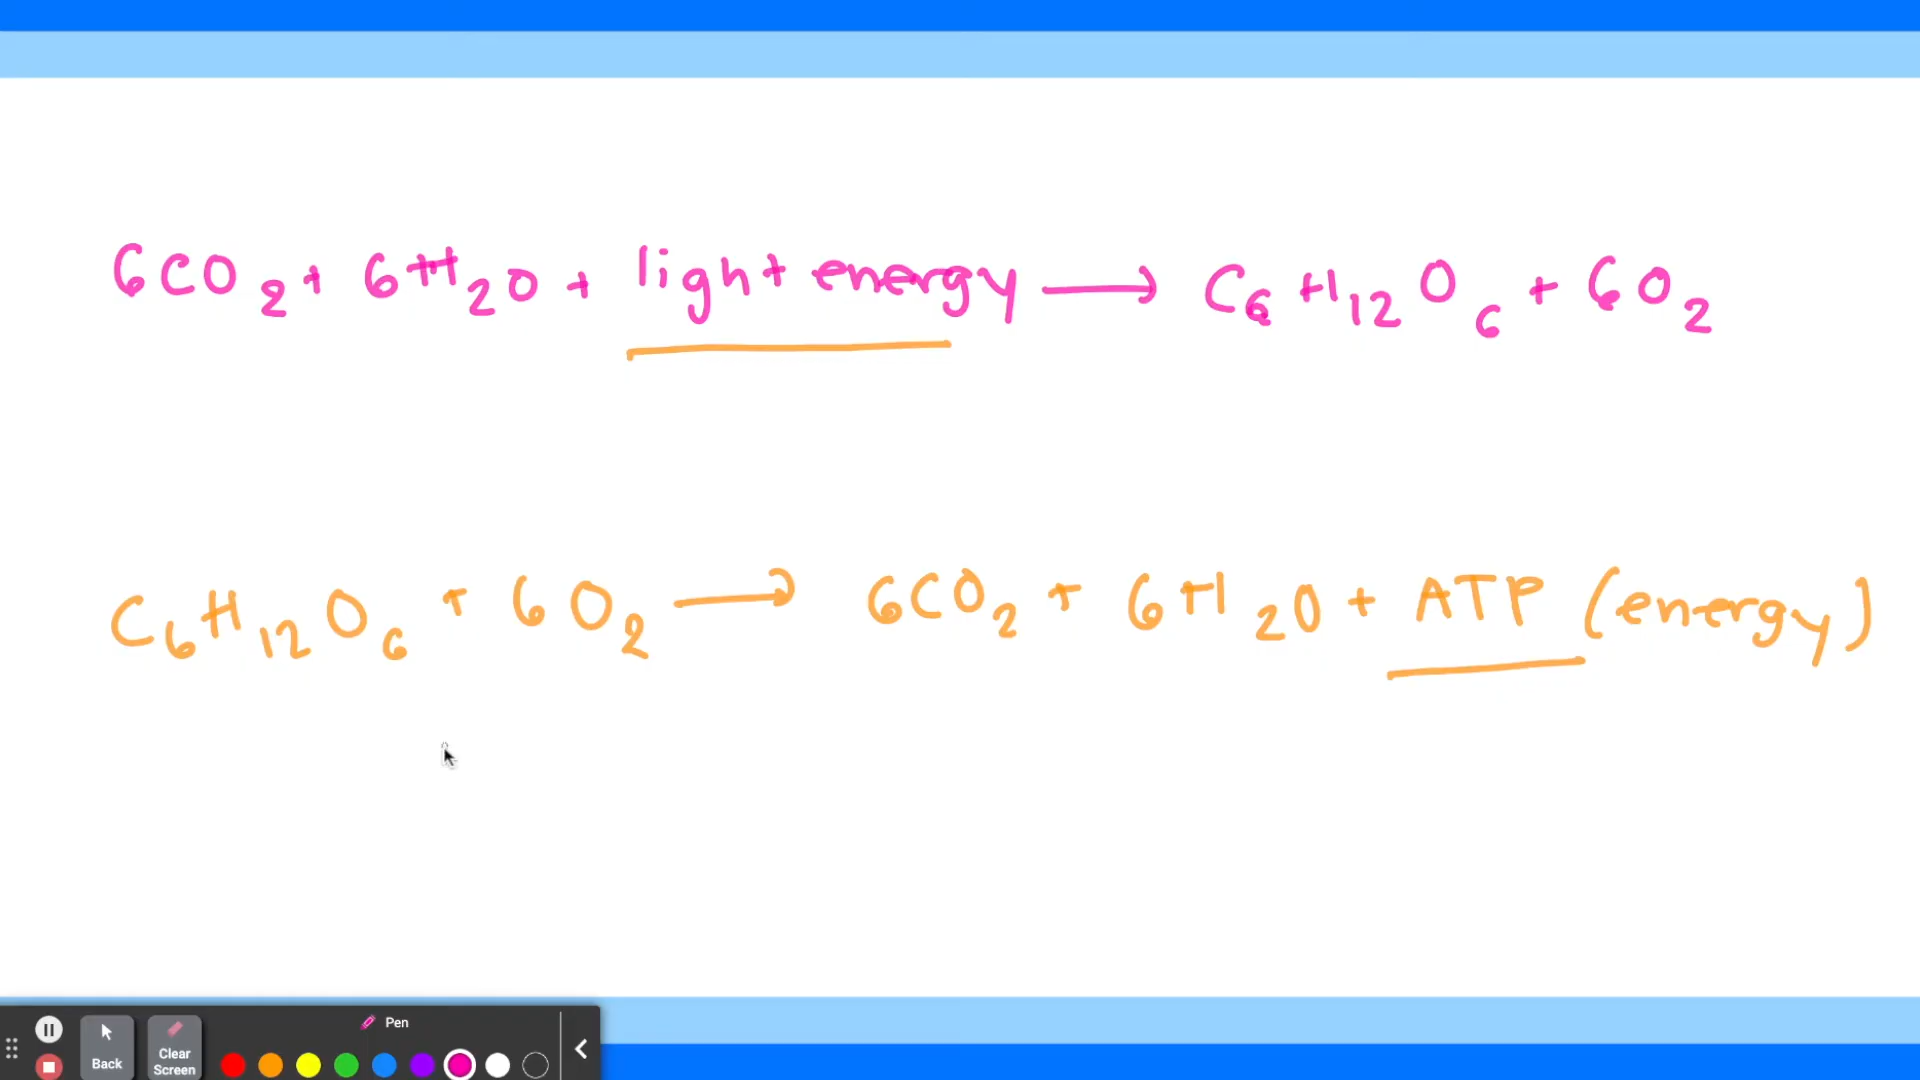 6CO₂ + 6H₂O + light energy → C₆H₁₂O₆ + 6O₂
C₆H₁₂O₆ + 6O₂ → 6CO₂ + 6H₂O + ATP (energy)
Pen
Back
Clear
Screen